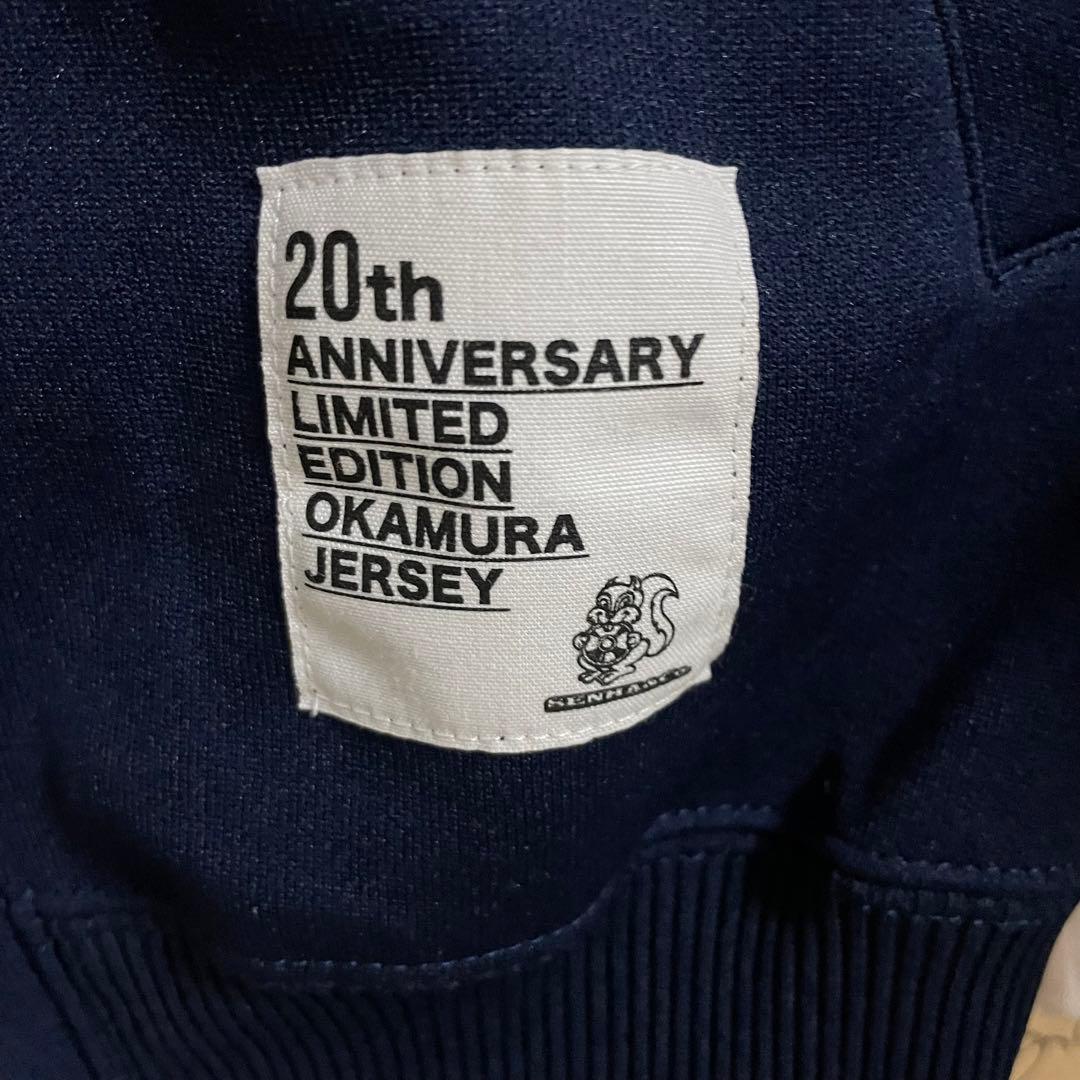 20th
ANNIVERSARY
LIMITED
EDITION
OKAMURA
JERSEY